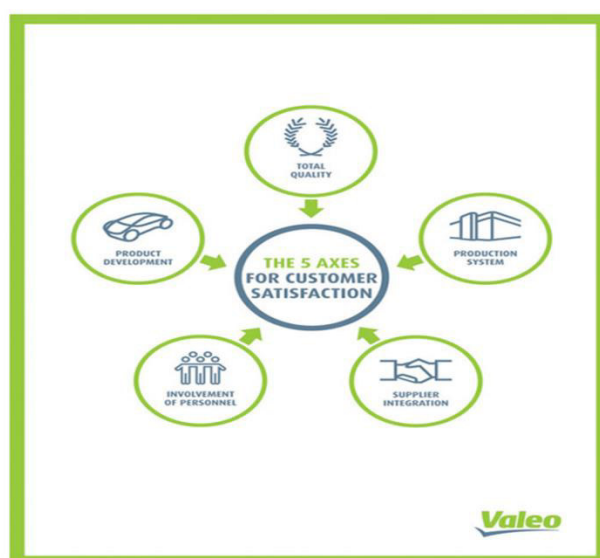 TOTAL
QUALITY
PRODUCT
DEVELOPMENT
THE 5 AXES
FOR CUSTOMER
SATISFACTION
PRODUCTION
SYSTEM
INVOLVEMENT
OF PERSONNEL
SUPPLIER
INTEGRATION
Valeo